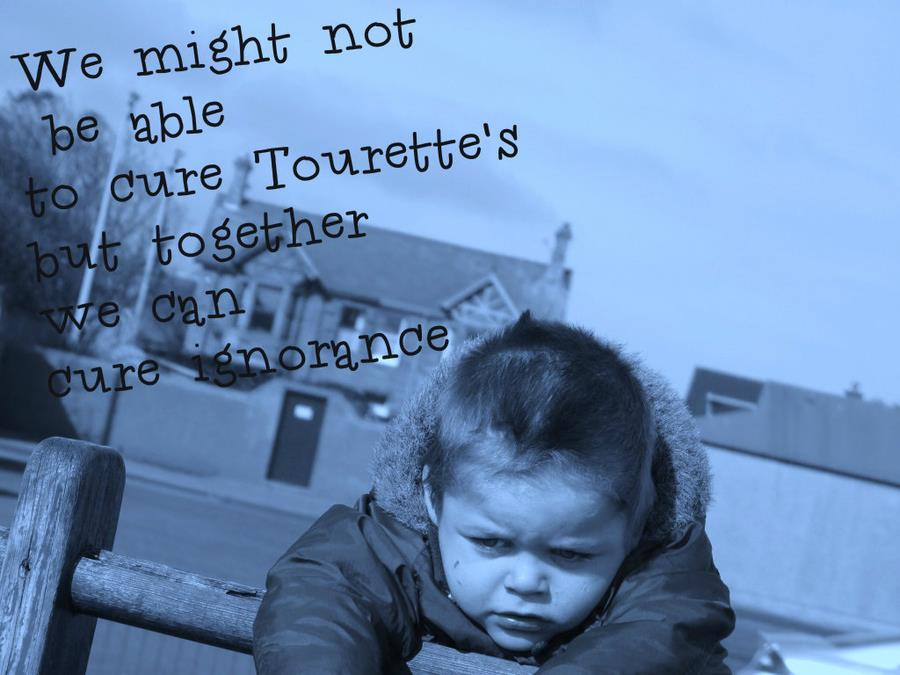 We might not
be able
to cure Tourette's
but together
we can
cure ignorance